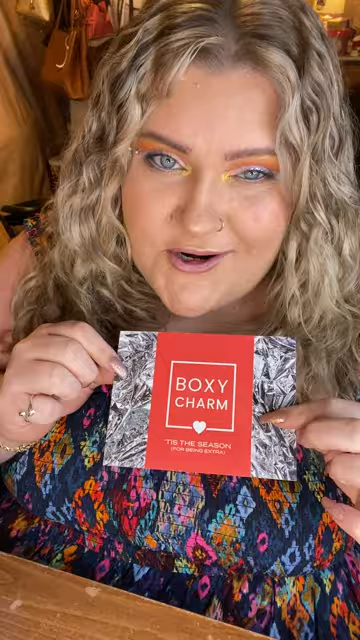 BOXY
CHARM
'TIS THE SEASON
(FOR BEING EXTRA)